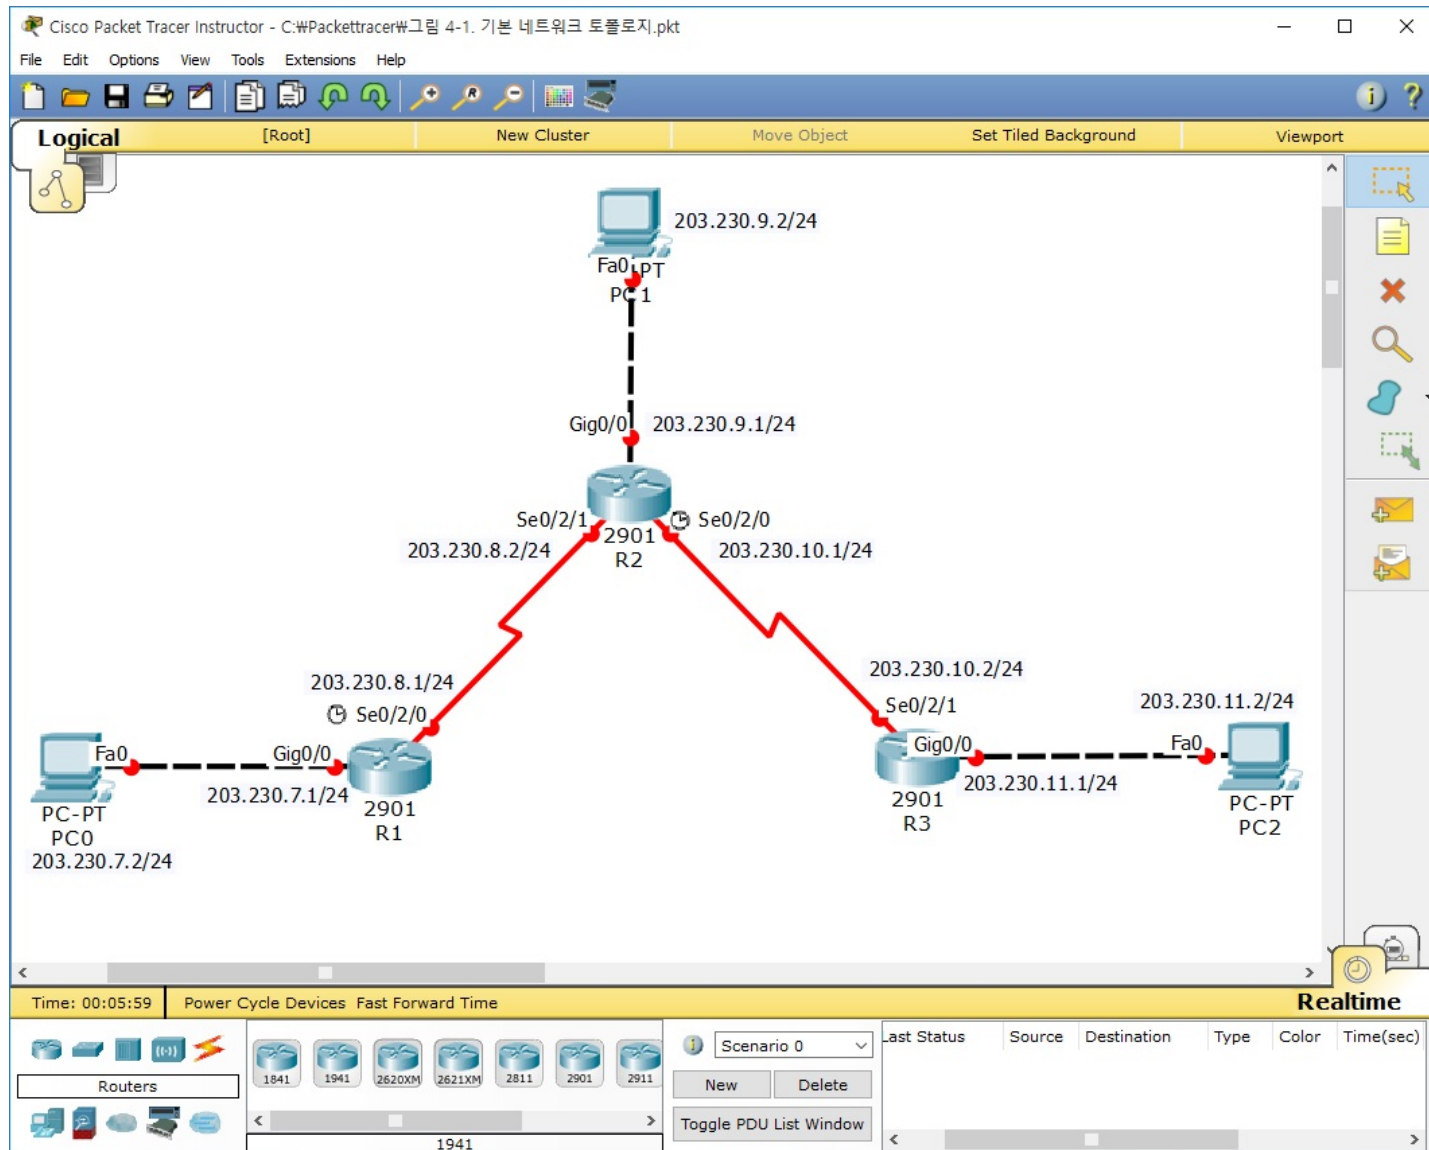 Cisco Packet Tracer Instructor - C:₩Packettracer₩그림 4-1. 기본 네트워크 토폴로지.pkt
File Edit Options View Tools Extensions Help
Logical [Root] New Cluster Move Object Set Tiled Background Viewport
203.230.9.2/24
Fa0 -PT
PC1
Gig0/0 203.230.9.1/24
Se0/2/1 Se0/2/0
2901
203.230.8.2/24 203.230.10.1/24
R2
203.230.8.1/24 203.230.10.2/24
Se0/2/0 Se0/2/1 203.230.11.2/24
Fa0 Gig0/0 Gig0/0 Fa0
203.230.7.1/24 203.230.11.1/24
PC-PT 2901 2901 PC-PT
PC0 R1 R3 PC2
203.230.7.2/24
Time: 00:05:59 Power Cycle Devices Fast Forward Time Realtime
Scenario 0
Last Status Source Destination Type Color Time(sec)
Routers
1841 1941 2620XM 2621XM 2811 2901 2911
New Delete
Toggle PDU List Window
1941